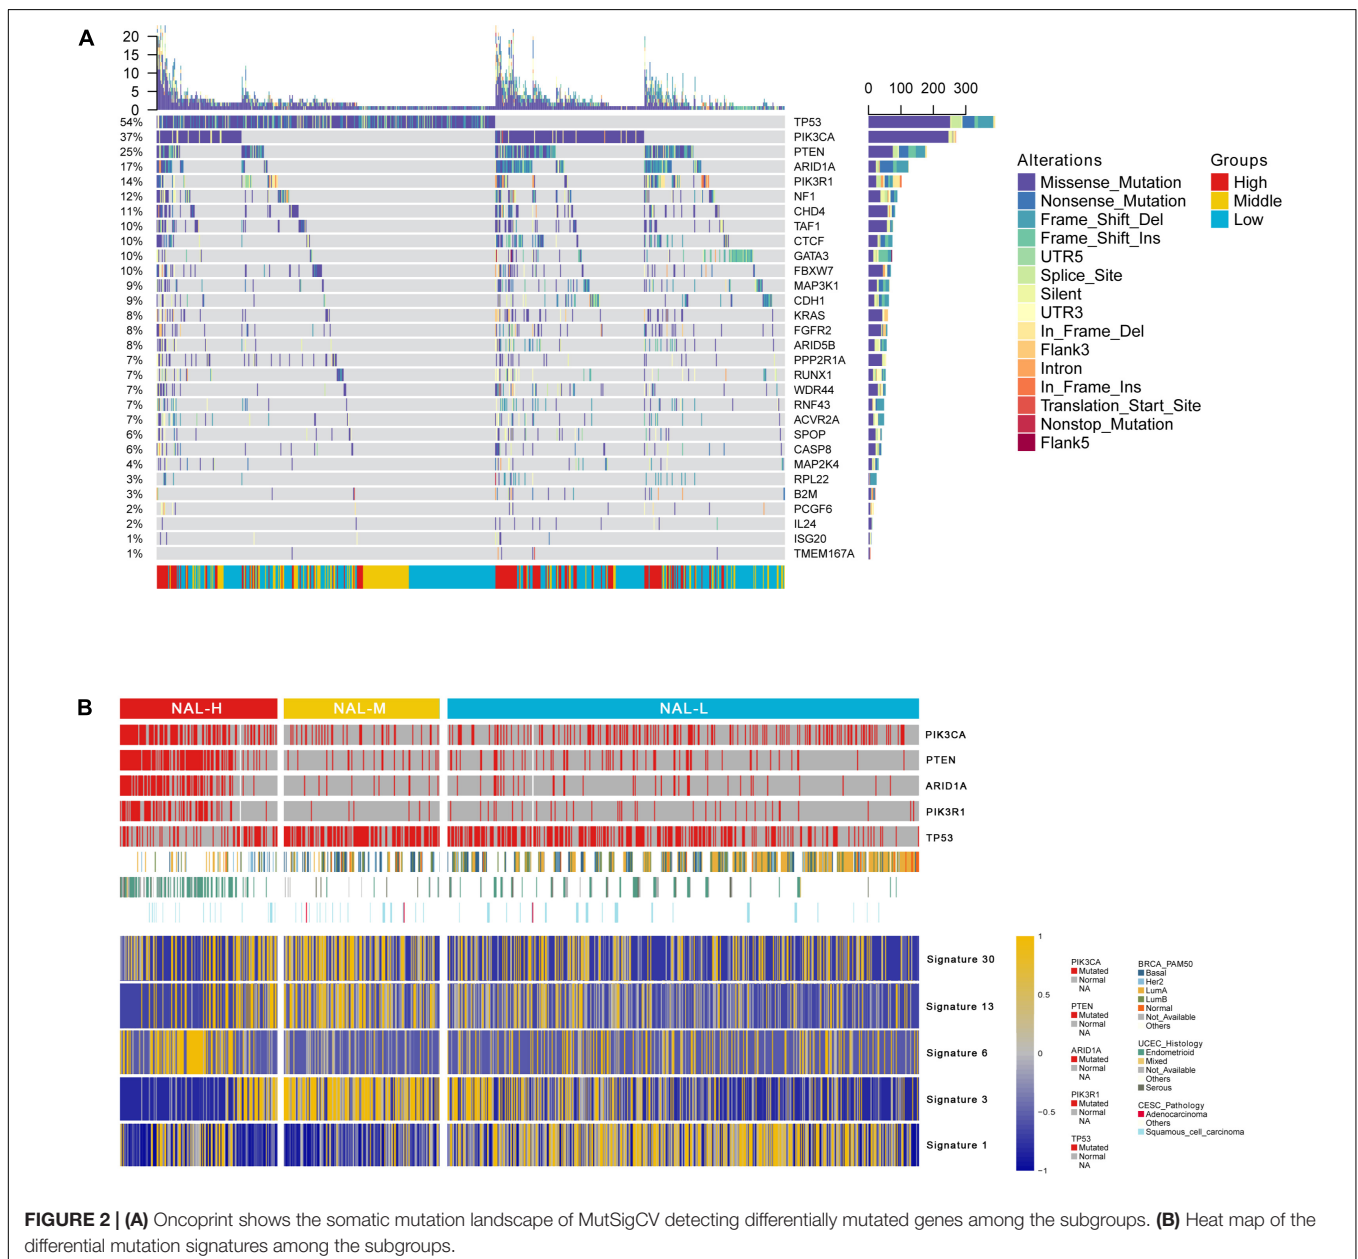 A
20
15
10
5
0
0 100 200 300
54% TP53
37% PIK3CA
25% PTEN
17% ARID1A
14% PIK3R1
12% NF1
11% CHD4
10% TAF1
10% CTCF
10% GATA3
10% FBXW7
9% MAP3K1
9% CDH1
8% KRAS
8% FGFR2
8% ARID5B
7% PPP2R1A
7% RUNX1
7% WDR44
7% RNF43
7% ACVR2A
6% SPOP
6% CASP8
4% MAP2K4
3% RPL22
3% B2M
2% PCGF6
2% IL24
1% ISG20
1% TMEM167A
Alterations
Missense_Mutation
Nonsense_Mutation
Frame_Shift_Del
Frame_Shift_Ins
UTR5
Splice_Site
Silent
UTR3
In_Frame_Del
Flank3
Intron
In_Frame_Ins
Translation_Start_Site
Nonstop_Mutation
Flank5
Groups
High
Middle
Low
B
NAL-H NAL-M NAL-L
PIK3CA
PTEN
ARID1A
PIK3R1
TP53
Signature 30
Signature 13
Signature 6
Signature 3
Signature 1
1
0.5
0
−0.5
−1
PIK3CA
Mutated
Normal
NA
PTEN
Mutated
Normal
NA
ARID1A
Mutated
Normal
NA
PIK3R1
Mutated
Normal
NA
TP53
Mutated
Normal
NA
BRCA_PAM50
Basal
Her2
LumA
LumB
Normal
Not_Available
Others
UCEC_Histology
Endometrioid
Mixed
Not_Available
Others
Serous
CESC_Pathology
Adenocarcinoma
Others
Squamous_cell_carcinoma
FIGURE 2 | (A) Oncoprint shows the somatic mutation landscape of MutSigCV detecting differentially mutated genes among the subgroups. (B) Heat map of the
differential mutation signatures among the subgroups.